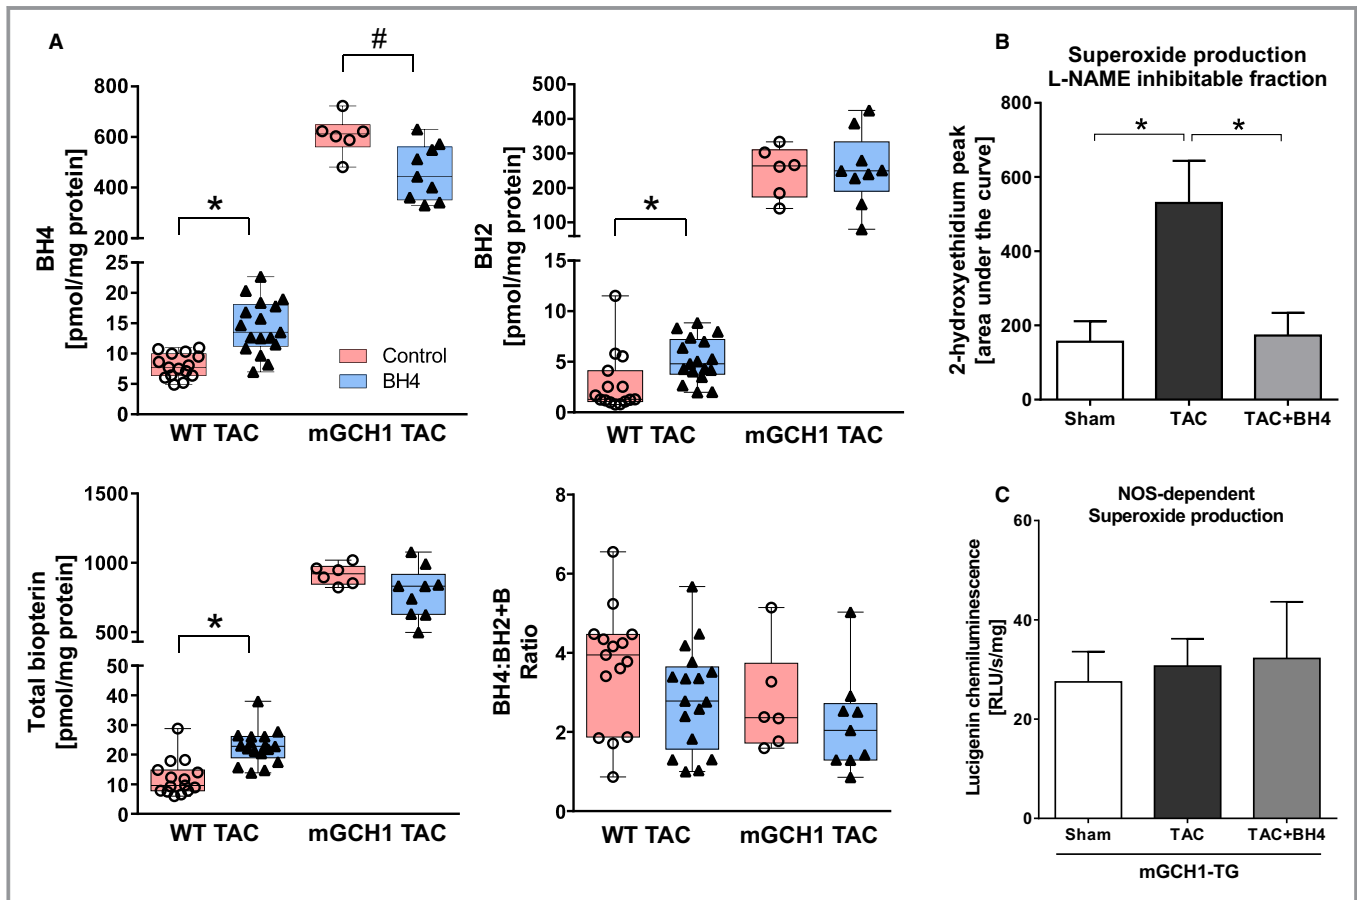 A
#
800
600
400
200
25
20
15
10
5
0
BH4
[pmol/mg protein]
*
Control
BH4
WT TAC
mGCH1 TAC
500
400
300
200
100
15
10
5
0
BH2
[pmol/mg protein]
*
WT TAC
mGCH1 TAC
B
Superoxide production
L-NAME inhibitable fraction
800
600
400
200
0
2-hydroxyethidium peak
[area under the curve]
*
*
Sham
TAC
TAC+BH4
1500
1000
500
50
40
30
20
10
0
Total biopterin
[pmol/mg protein]
*
WT TAC
mGCH1 TAC
8
6
4
2
0
BH4:BH2+B
Ratio
WT TAC
mGCH1 TAC
C
NOS-dependent
Superoxide production
60
40
20
0
Lucigenin chemiluminescence
[RLU/s/mg]
Sham
TAC
TAC+BH4
mGCH1-TG